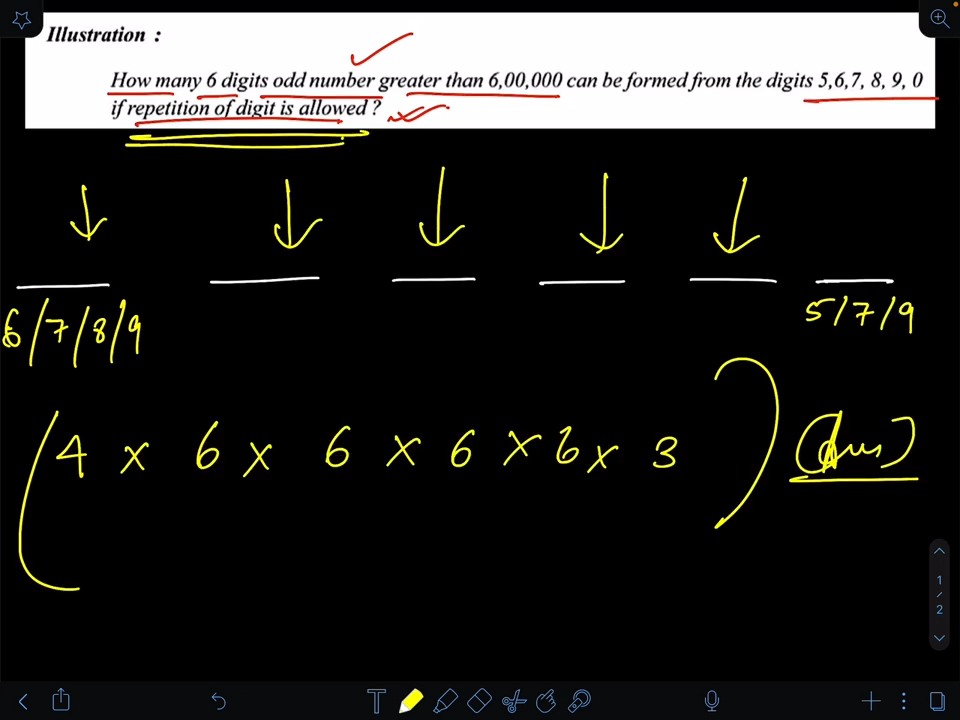 Illustration :
How many 6 digits odd number greater than 6,00,000 can be formed from the digits 5,6,7, 8, 9, 0
if repetition of digit is allowed ?
6/7/8/9
5/7/9
( 4 × 6 × 6 × 6 × 6 × 3 ) (Ans)
1
/
2
T